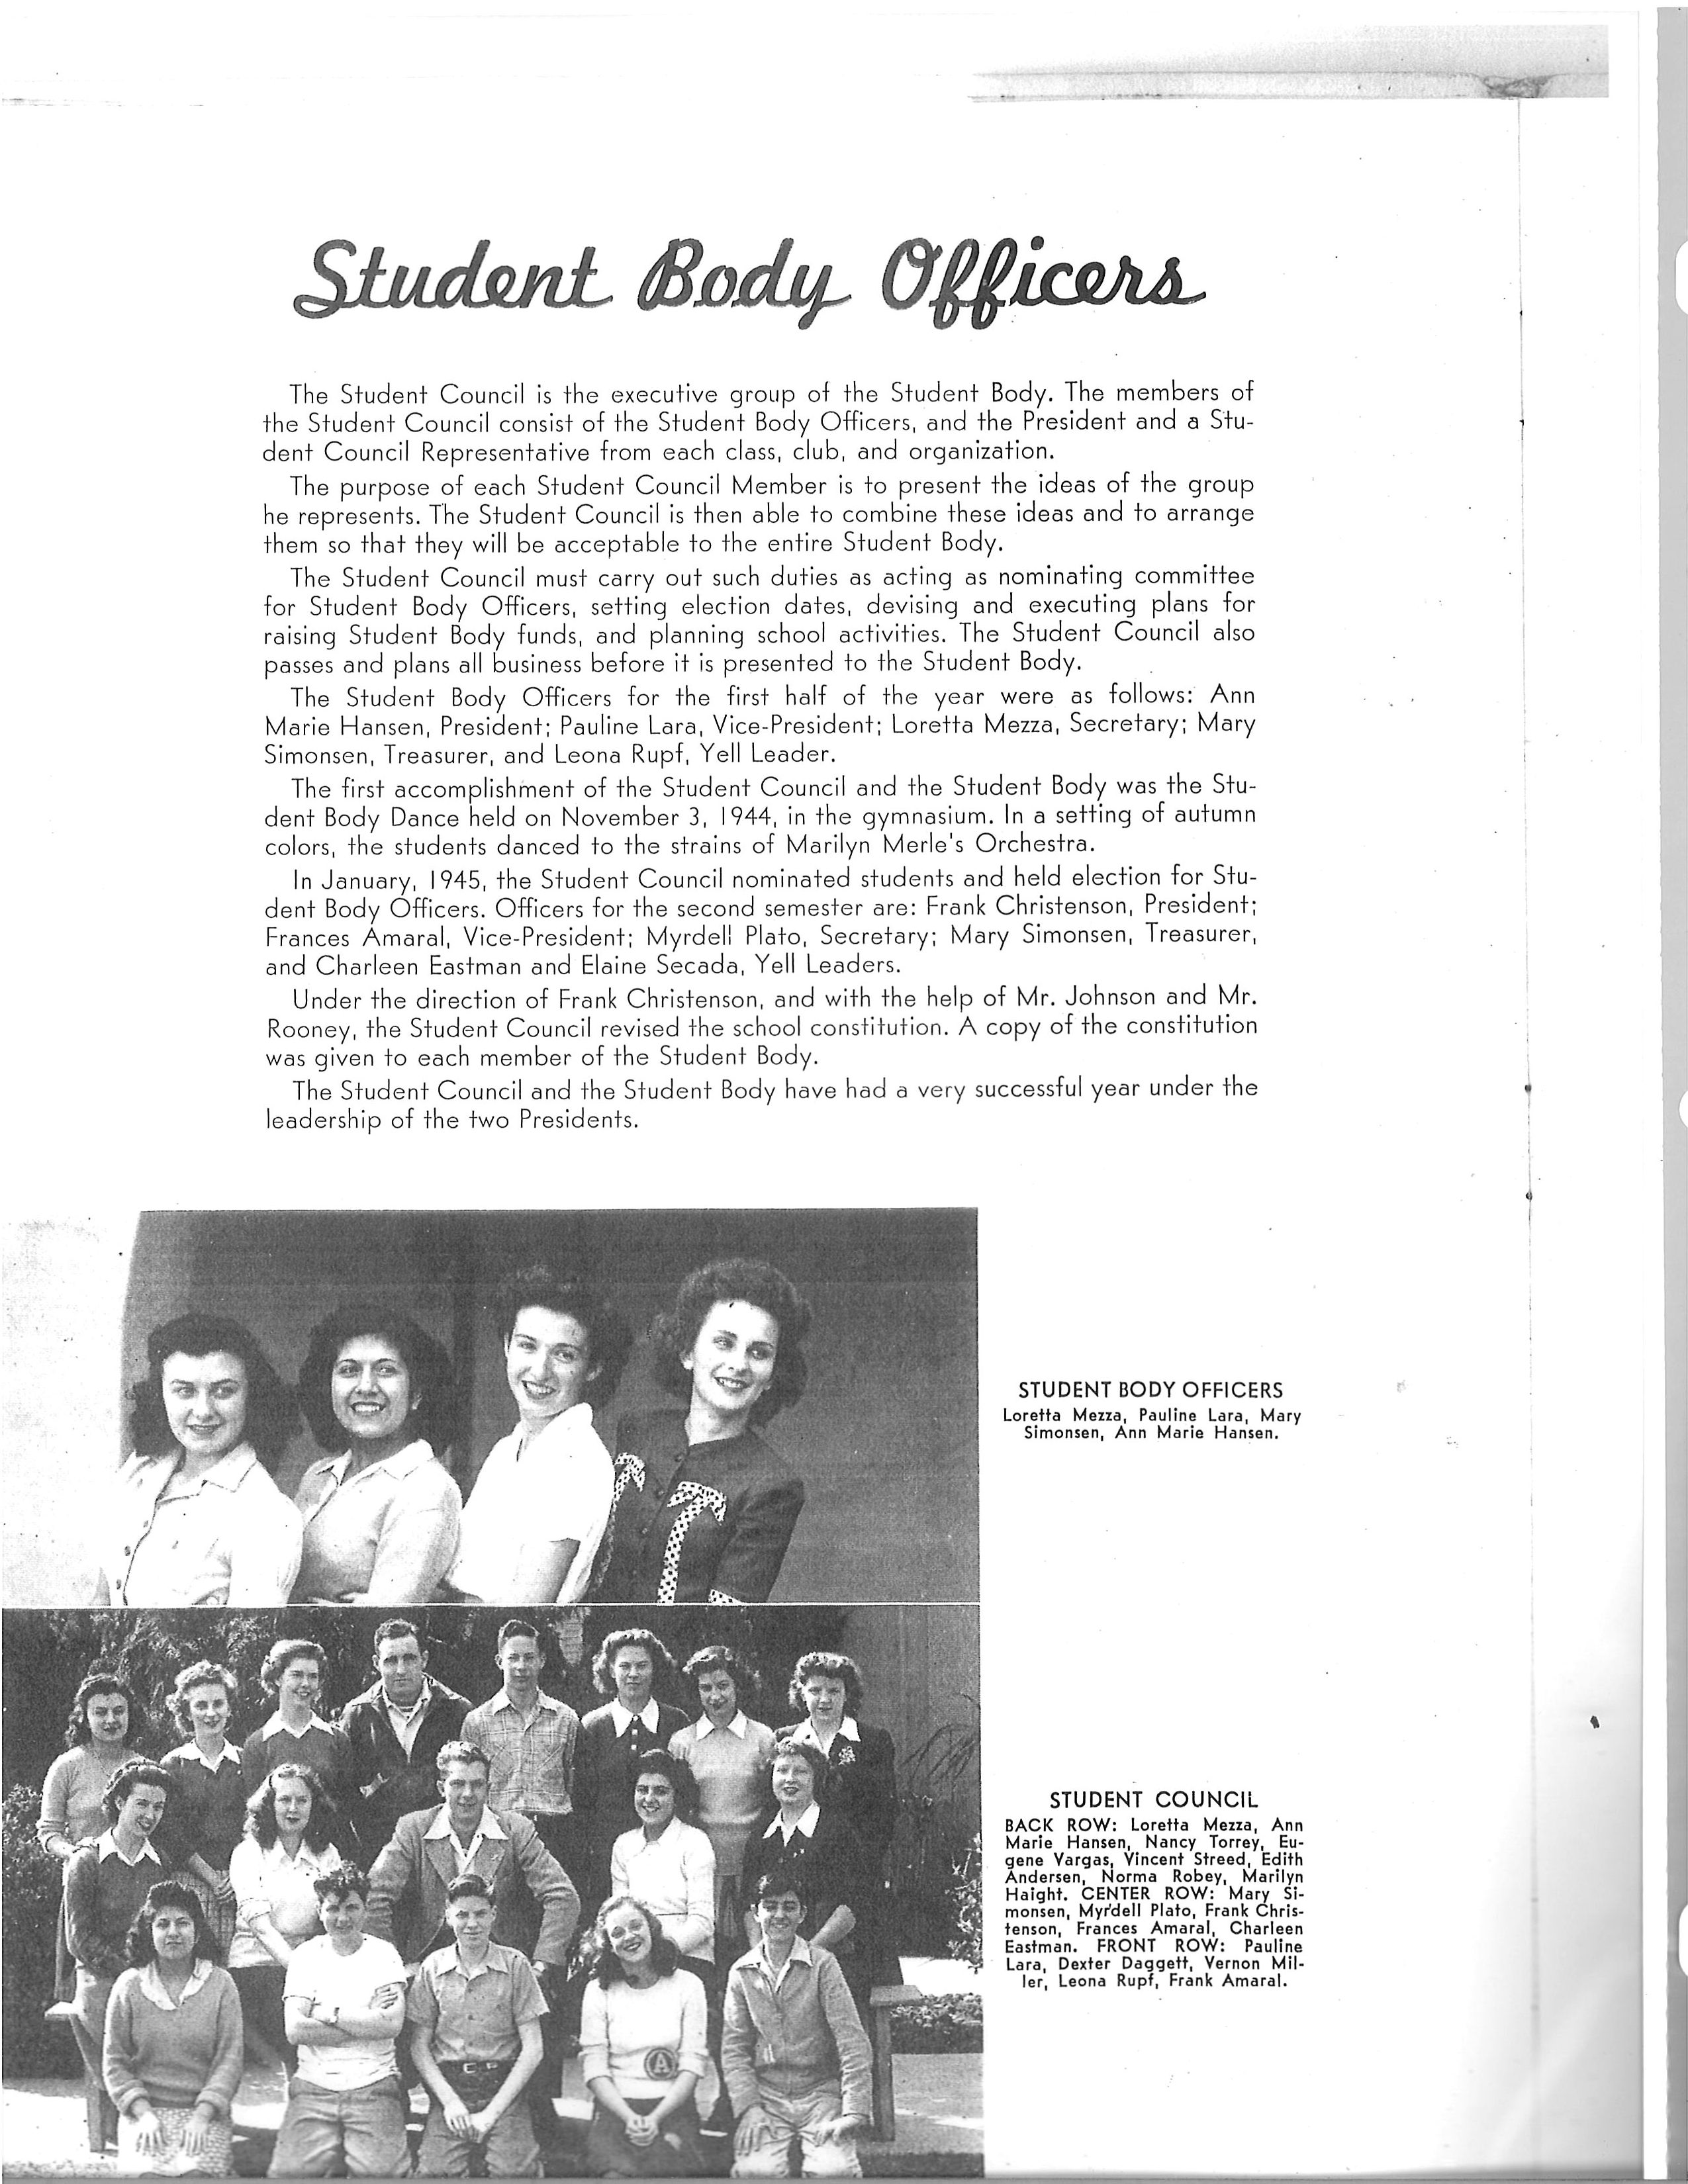 Student Body Officers
The Student Council is the executive group of the Student Body. The members of
the Student Council consist of the Student Body Officers, and the President and a Stu-
dent Council Representative from each class, club, and organization.
The purpose of each Student Council Member is to present the ideas of the group
he represents. The Student Council is then able to combine these ideas and to arrange
them so that they will be acceptable to the entire Student Body.
The Student Council must carry out such duties as acting as nominating committee
for Student Body Officers, setting election dates, devising and executing plans for
raising Student Body funds, and planning school activities. The Student Council also
passes and plans all business before it is presented to the Student Body.
The Student Body Officers for the first half of the year were as follows: Ann
Marie Hansen, President; Pauline Lara, Vice-President; Loretta Mezza, Secretary; Mary
Simonsen, Treasurer, and Leona Rupf, Yell Leader.
The first accomplishment of the Student Council and the Student Body was the Stu-
dent Body Dance held on November 3, 1944, in the gymnasium. In a setting of autumn
colors, the students danced to the strains of Marilyn Merle's Orchestra.
In January, 1945, the Student Council nominated students and held election for Stu-
dent Body Officers. Officers for the second semester are: Frank Christenson, President;
Frances Amaral, Vice-President; Myrdell Plato, Secretary; Mary Simonsen, Treasurer,
and Charleen Eastman and Elaine Secada, Yell Leaders.
Under the direction of Frank Christenson, and with the help of Mr. Johnson and Mr.
Rooney, the Student Council revised the school constitution. A copy of the constitution
was given to each member of the Student Body.
The Student Council and the Student Body have had a very successful year under the
leadership of the two Presidents.
STUDENT BODY OFFICERS
Loretta Mezza, Pauline Lara, Mary
Simonsen, Ann Marie Hansen.
STUDENT COUNCIL
BACK ROW: Loretta Mezza, Ann
Marie Hansen, Nancy Torrey, Eu-
gene Vargas, Vincent Streed, Edith
Andersen, Norma Robey, Marilyn
Haight. CENTER ROW: Mary Si-
monsen, Myrdell Plato, Frank Chris-
tenson, Frances Amaral, Charleen
Eastman. FRONT ROW: Pauline
Lara, Dexter Daggett, Vernon Mil-
ler, Leona Rupf, Frank Amaral.
A